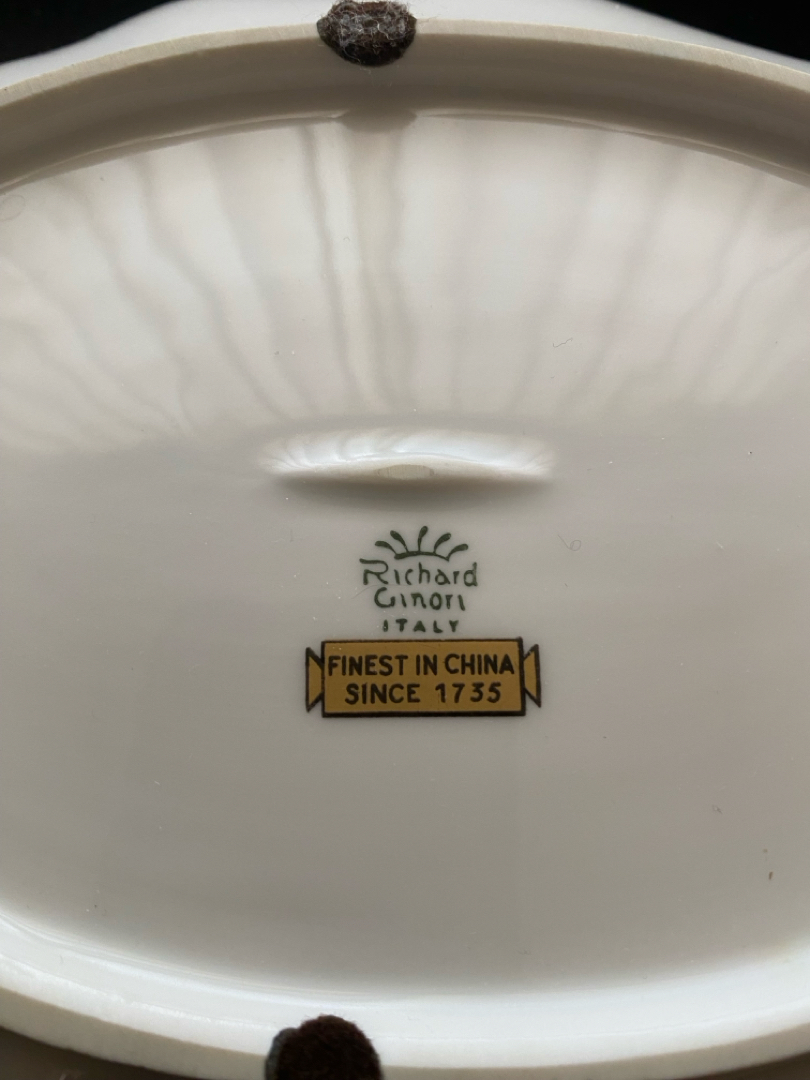 Richard
Ginori
ITALY
FINEST IN CHINA
SINCE 1735